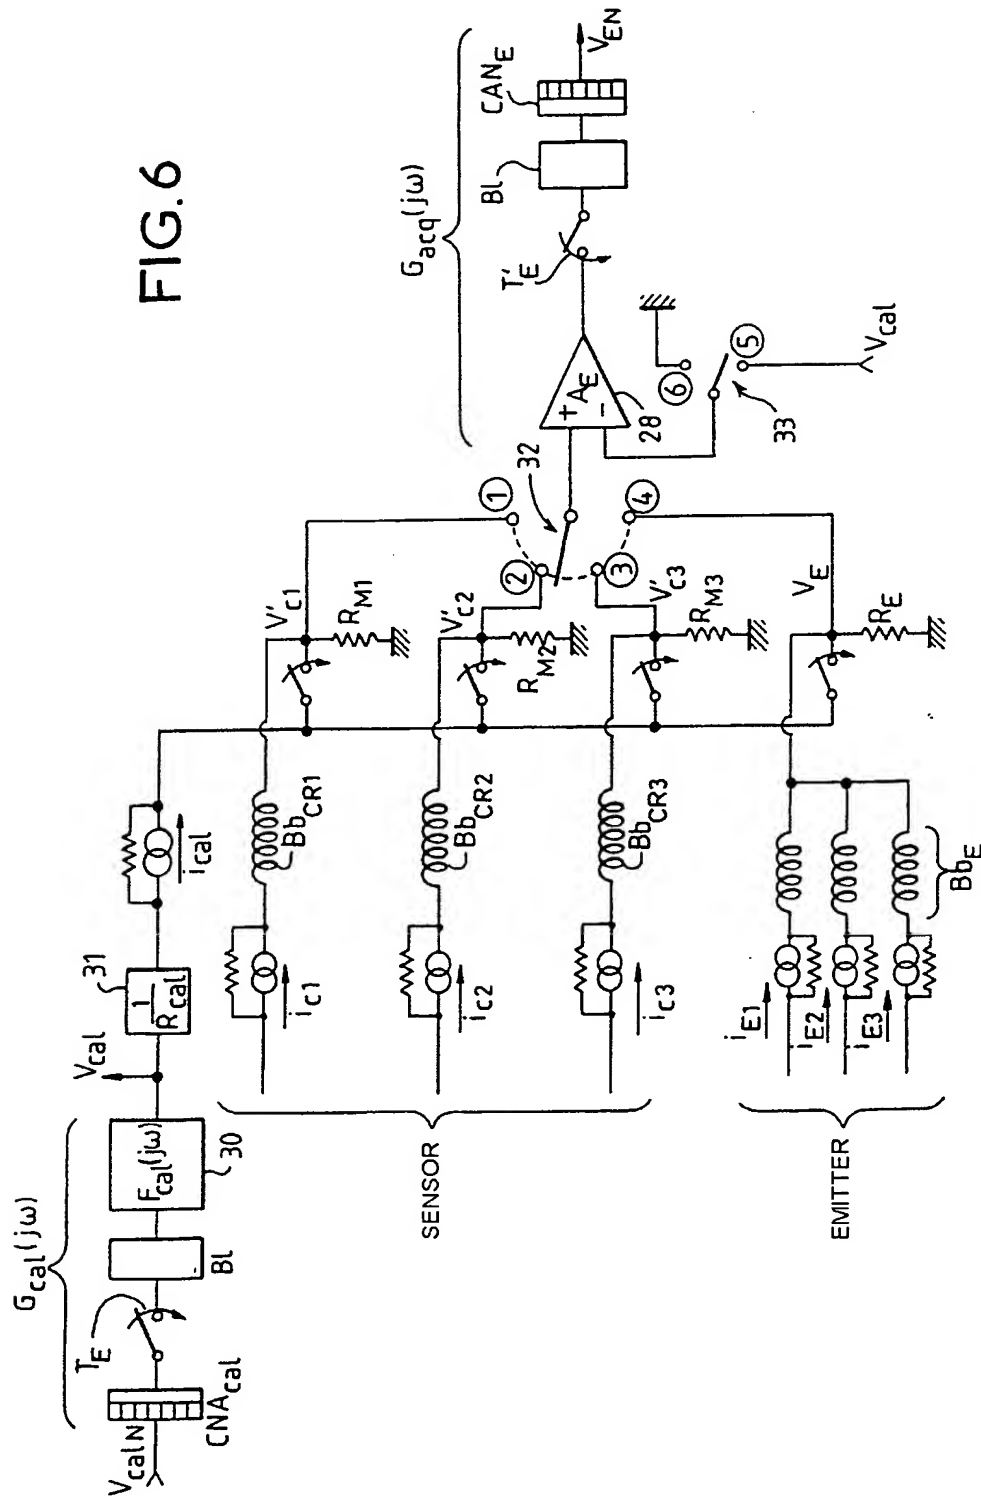 FIG.6
G_cal(jω)
V_calN
CNA_cal
T_E
Bl
F_cal(jω)
30
V_cal
31
1/R_cal
i_cal
SENSOR
i_c1
Bb_CR1
V'_c1
R_M1
i_c2
Bb_CR2
V'_c2
R_M2
i_c3
Bb_CR3
V'_c3
R_M3
EMITTER
i_E1
i_E2
i_E3
Bb_E
V_E
R_E
1
2
3
4
32
+
A_E
−
28
6
5
33
V_cal
G_acq(jω)
T'_E
Bl
CAN_E
V_EN